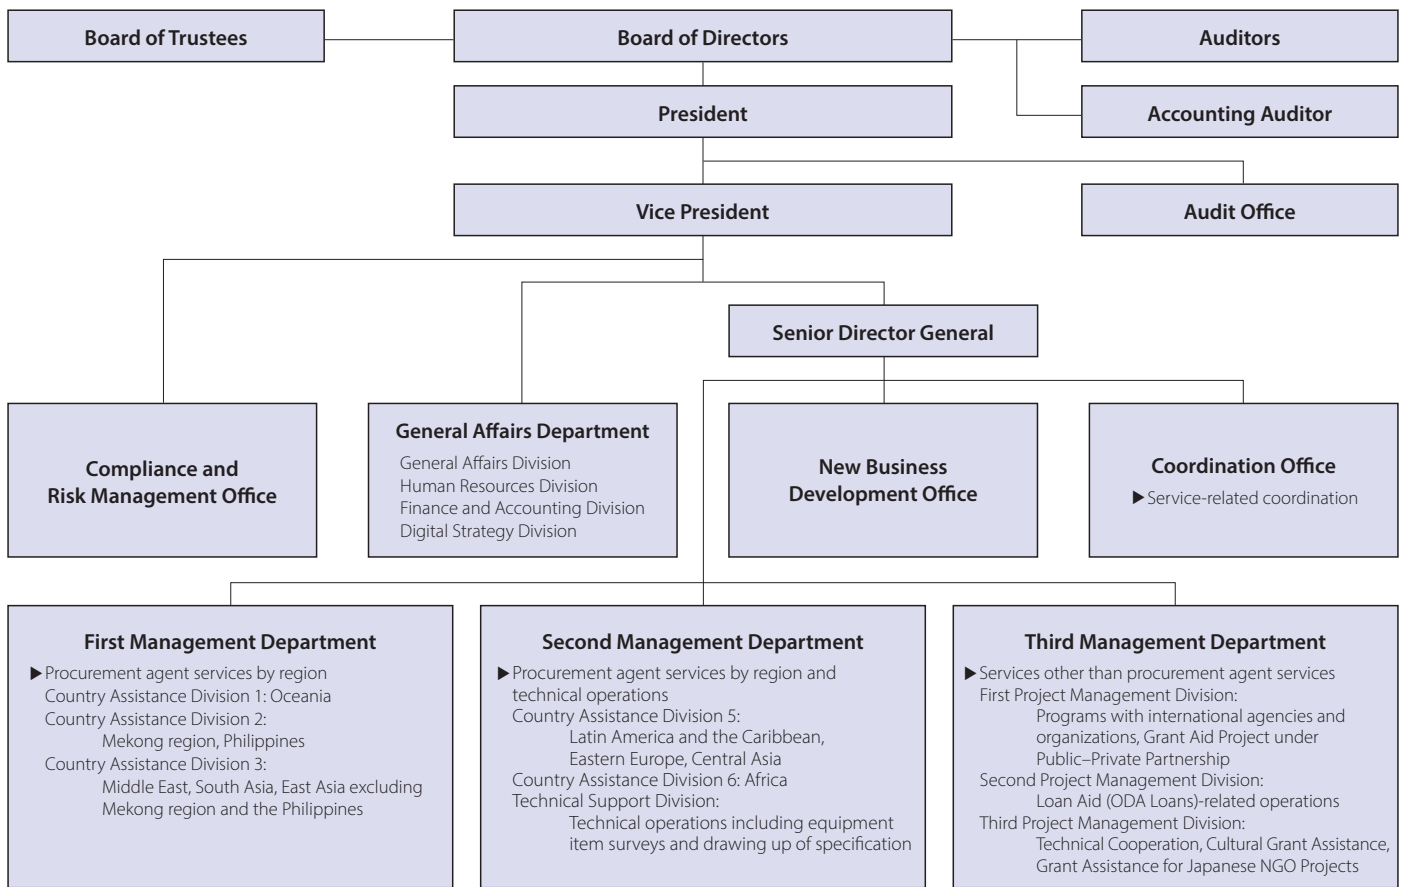 Board of Trustees
Board of Directors
Auditors
President
Accounting Auditor
Vice President
Audit Office
Senior Director General
Compliance and
Risk Management Office
General Affairs Department
General Affairs Division
Human Resources Division
Finance and Accounting Division
Digital Strategy Division
New Business
Development Office
Coordination Office
▶Service-related coordination
First Management Department
▶Procurement agent services by region
Country Assistance Division 1: Oceania
Country Assistance Division 2:
Mekong region, Philippines
Country Assistance Division 3:
Middle East, South Asia, East Asia excluding
Mekong region and the Philippines
Second Management Department
▶Procurement agent services by region and
technical operations
Country Assistance Division 5:
Latin America and the Caribbean,
Eastern Europe, Central Asia
Country Assistance Division 6: Africa
Technical Support Division:
Technical operations including equipment
item surveys and drawing up of specification
Third Management Department
▶Services other than procurement agent services
First Project Management Division:
Programs with international agencies and
organizations, Grant Aid Project under
Public–Private Partnership
Second Project Management Division:
Loan Aid (ODA Loans)-related operations
Third Project Management Division:
Technical Cooperation, Cultural Grant Assistance,
Grant Assistance for Japanese NGO Projects